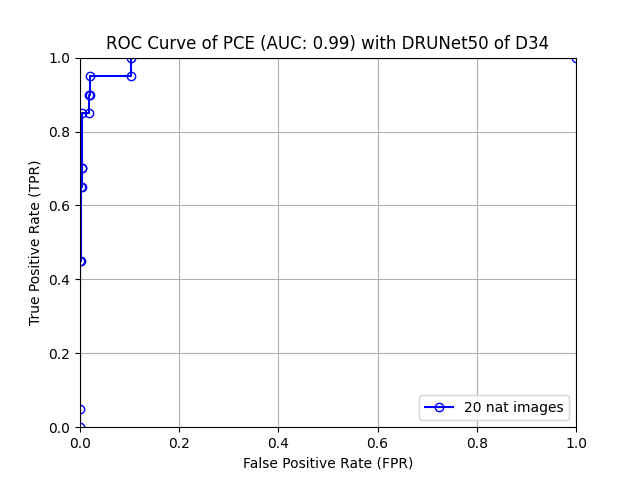 ROC Curve of PCE (AUC: 0.99) with DRUNet50 of D34
True Positive Rate (TPR)
1.0
0.8
0.6
0.4
0.2
0.0
20 nat images
0.0 0.2 0.4 0.6 0.8 1.0
False Positive Rate (FPR)